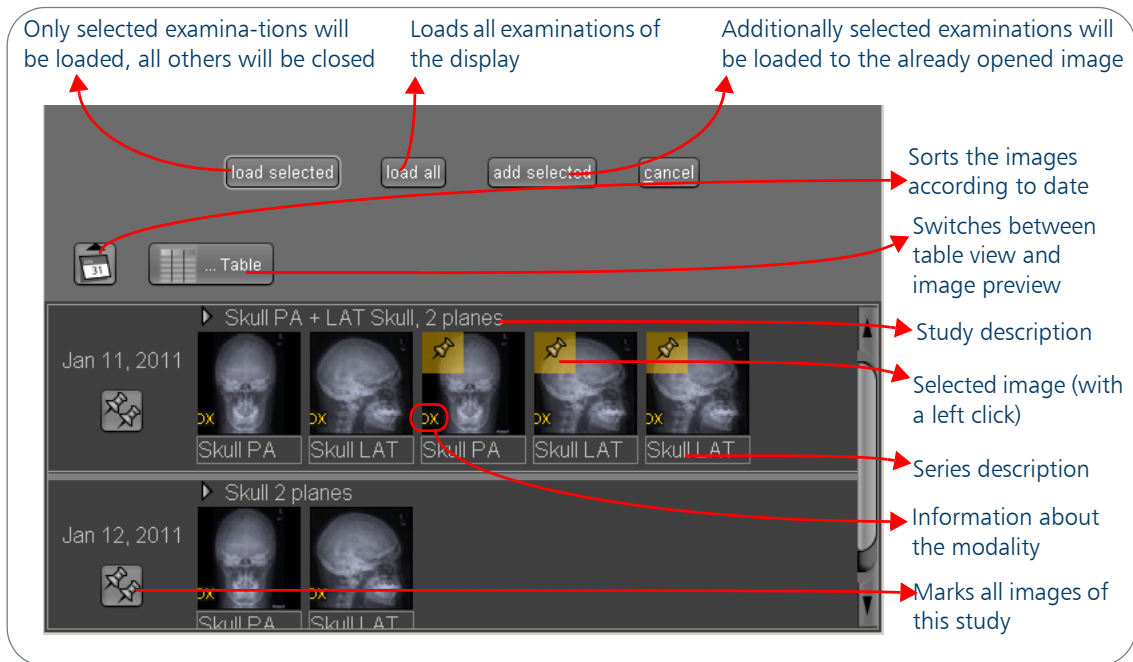 Only selected examina-tions will
be loaded, all others will be closed
Loads all examinations of
the display
Additionally selected examinations will
be loaded to the already opened image
load selected
load all
add selected
cancel
Sorts the images
according to date
31
... Table
Switches between
table view and
image preview
Skull PA + LAT Skull, 2 planes
Study description
Jan 11, 2011
Selected image (with
a left click)
DX
DX
DX
DX
DX
Skull PA
Skull LAT
Skull PA
Skull LAT
Skull LAT
Series description
Skull 2 planes
Information about
the modality
Jan 12, 2011
DX
DX
Skull PA
Skull LAT
Marks all images of
this study